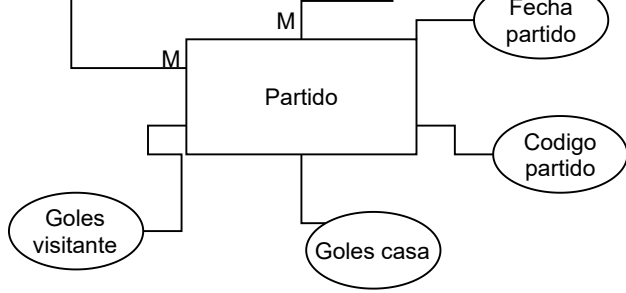 Fecha
partido
M
M
Partido
Codigo
partido
Goles
visitante
Goles casa